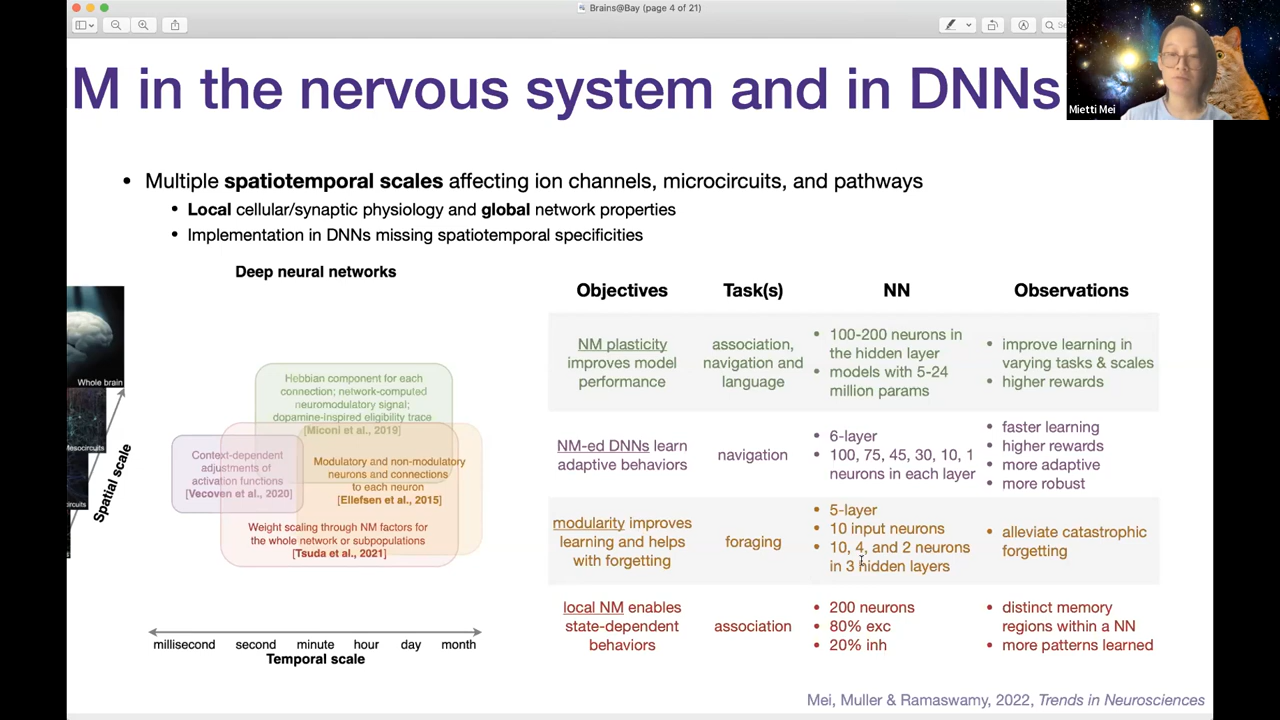 Brains@Bay (page 4 of 21)
Mietti Mei
M in the nervous system and in DNNs
• Multiple spatiotemporal scales affecting ion channels, microcircuits, and pathways
• Local cellular/synaptic physiology and global network properties
• Implementation in DNNs missing spatiotemporal specificities
Deep neural networks
Whole brain
Spatial scale
Hebbian component for each
connection; network-computed
neuromodulatory signal;
dopamine-inspired eligibility trace
[Miconi et al., 2019]
Context-dependent
adjustments of
activation functions
[Vecoven et al., 2020]
Modulatory and non-modulatory
neurons and connections
to each neuron
[Ellefsen et al., 2015]
Weight scaling through NM factors for
the whole network or subpopulations
[Tsuda et al., 2021]
millisecond second minute hour day month
Temporal scale
Objectives Task(s) NN Observations
NM plasticity
improves model
performance
association,
navigation and
language
• 100-200 neurons in
the hidden layer
• models with 5-24
million params
• improve learning in
varying tasks & scales
• higher rewards
NM-ed DNNs learn
adaptive behaviors
navigation
• 6-layer
• 100, 75, 45, 30, 10, 1
neurons in each layer
• faster learning
• higher rewards
• more adaptive
• more robust
modularity improves
learning and helps
with forgetting
foraging
• 5-layer
• 10 input neurons
• 10, 4, and 2 neurons
in 3 hidden layers
• alleviate catastrophic
forgetting
local NM enables
state-dependent
behaviors
association
• 200 neurons
• 80% exc
• 20% inh
• distinct memory
regions within a NN
• more patterns learned
Mei, Muller & Ramaswamy, 2022, Trends in Neurosciences